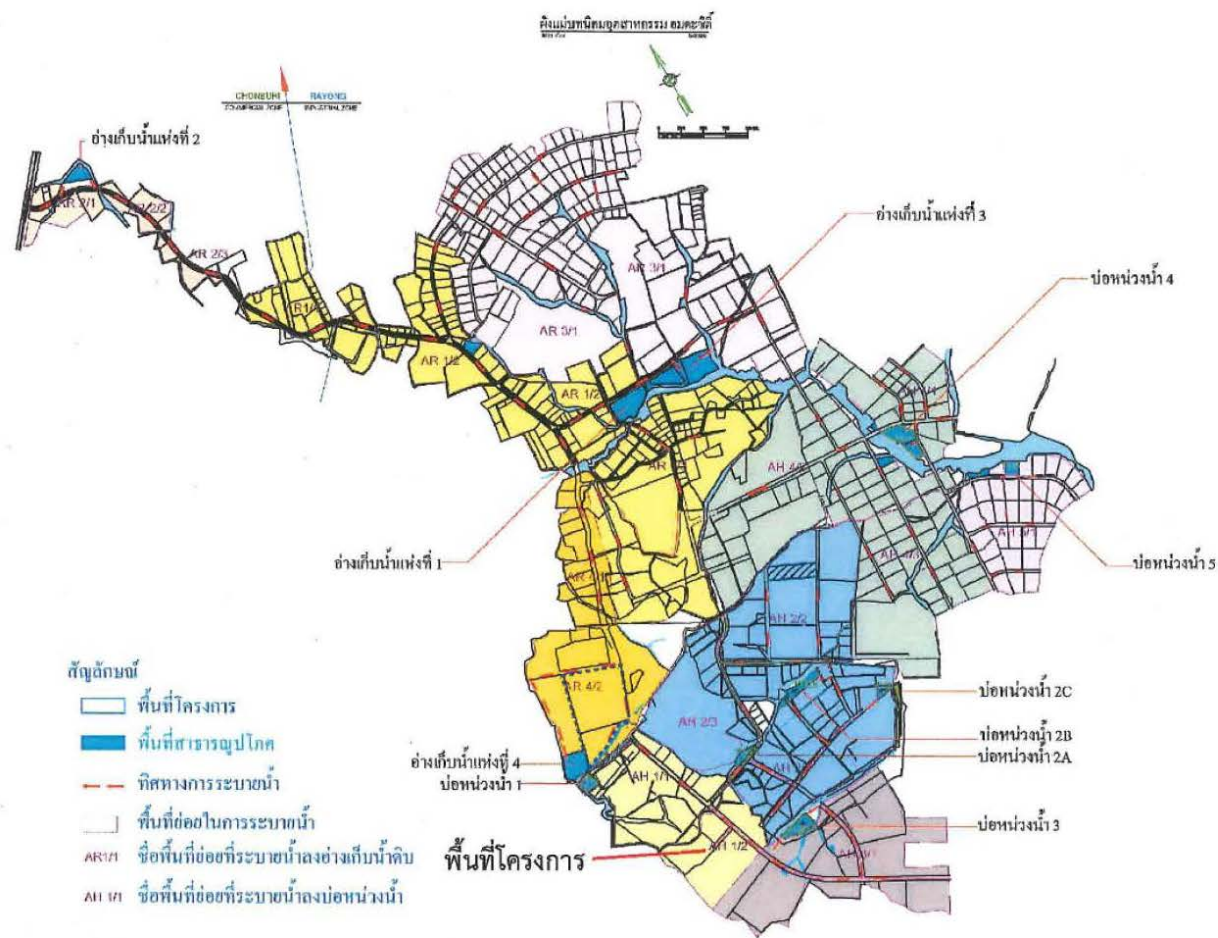 ผังแม่บทนิคมอุตสาหกรรม อมตะซิตี้
CHONBURI RAYONG
อ่างเก็บน้ำแห่งที่ 2
AR 2/1
AR 2/2
AR 2/3
อ่างเก็บน้ำแห่งที่ 3
AR 3/1
บ่อหน่วงน้ำ 4
AR 3/1
AR 1/2
AR 1/2
AH 4/
อ่างเก็บน้ำแห่งที่ 1
บ่อหน่วงน้ำ 5
AH 2/2
สัญลักษณ์
พื้นที่โครงการ
พื้นที่สาธารณูปโภค
ทิศทางการระบายน้ำ
พื้นที่ย่อยในการระบายน้ำ
AR1/1 ชื่อพื้นที่ย่อยที่ระบายน้ำลงอ่างเก็บน้ำดิบ
AH 1/1 ชื่อพื้นที่ย่อยที่ระบายน้ำลงบ่อหน่วงน้ำ
AR 4/2
AH 2/3
บ่อหน่วงน้ำ 2C
บ่อหน่วงน้ำ 2B
บ่อหน่วงน้ำ 2A
อ่างเก็บน้ำแห่งที่ 4
บ่อหน่วงน้ำ 1
AH 1/1
บ่อหน่วงน้ำ 3
AH 1/2
พื้นที่โครงการ